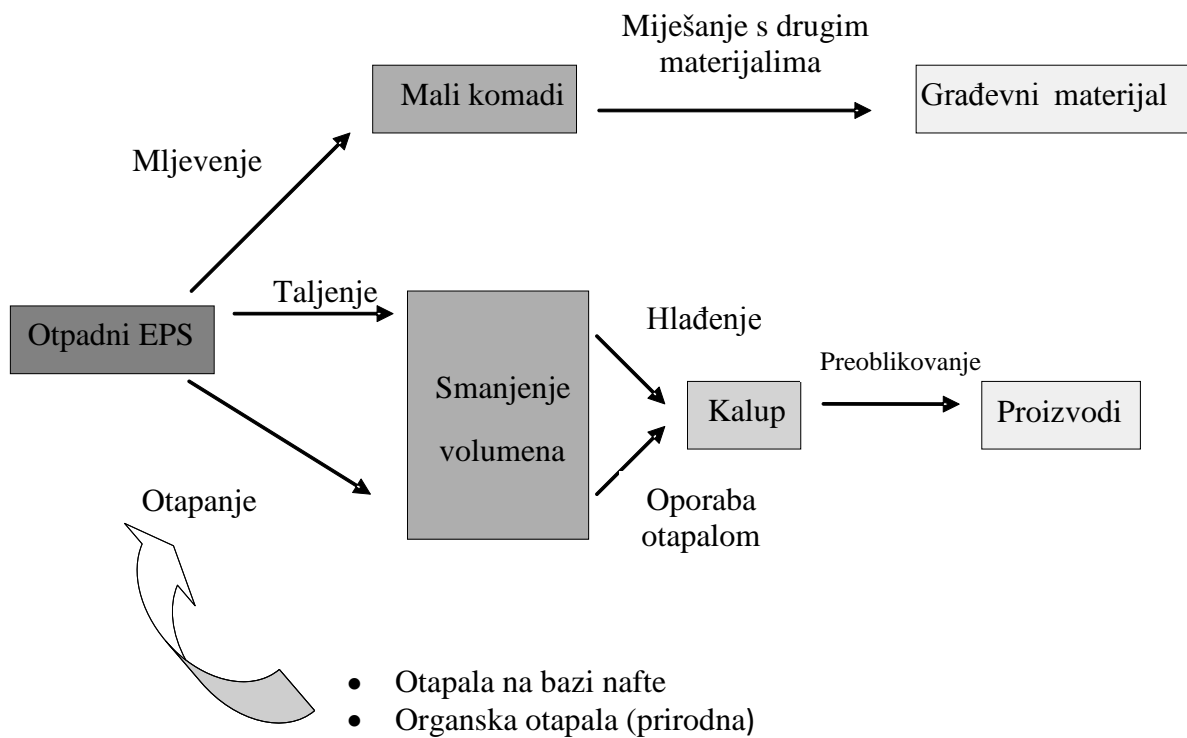 Miješanje s drugim
materijalima
Mali komadi
Građevni materijal
Mljevenje
Taljenje
Hlađenje
Otpadni EPS
Preoblikovanje
Smanjenje
volumena
Kalup
Proizvodi
Otapanje
Oporaba
otapalom
• Otapala na bazi nafte
• Organska otapala (prirodna)